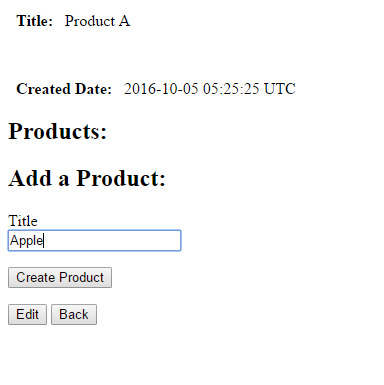 Title: Product A
Created Date: 2016-10-05 05:25:25 UTC
Products:
Add a Product:
Title
Apple
Create Product
Edit Back